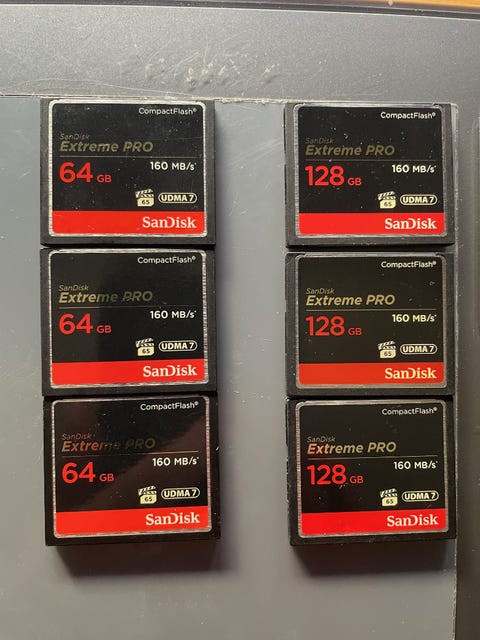 CompactFlash®
SanDisk
Extreme PRO
64 GB
160 MB/s*
65
UDMA 7
SanDisk
CompactFlash®
SanDisk
Extreme PRO
64 GB
160 MB/s*
65
UDMA 7
SanDisk
CompactFlash®
SanDisk
Extreme PRO
64 GB
160 MB/s*
65
UDMA 7
SanDisk
CompactFlash®
SanDisk
Extreme PRO
128 GB
160 MB/s*
65
UDMA 7
SanDisk
CompactFlash®
SanDisk
Extreme PRO
128 GB
160 MB/s*
65
UDMA 7
SanDisk
CompactFlash®
SanDisk
Extreme PRO
128 GB
160 MB/s*
65
UDMA 7
SanDisk